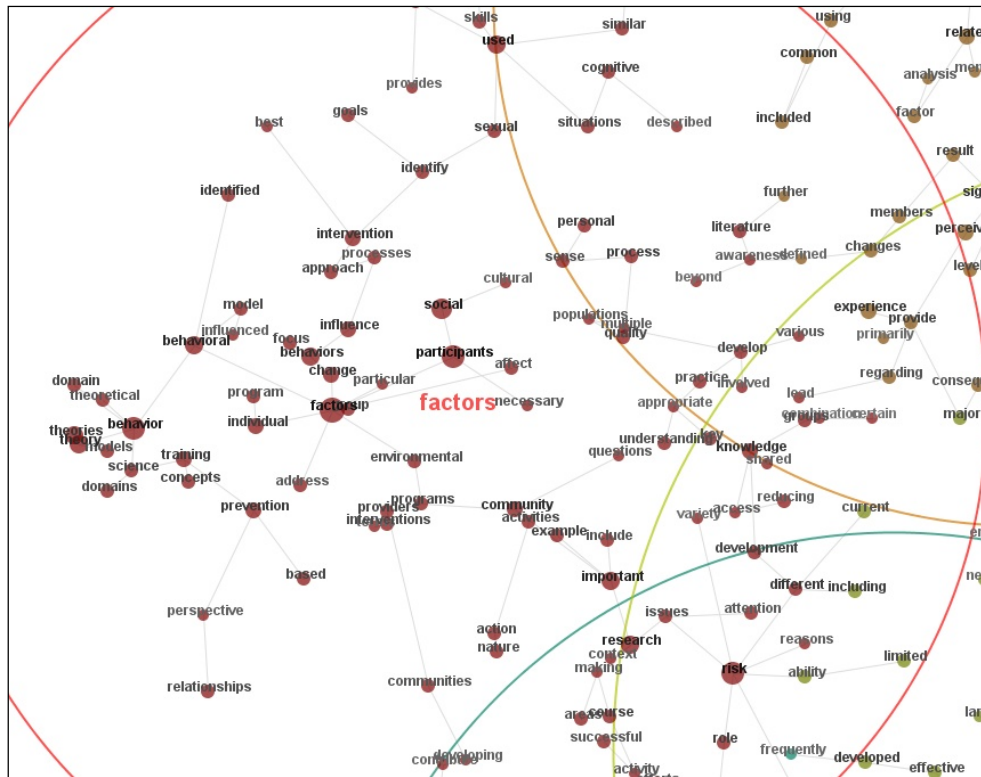 skills
used
similar
using
common
relate
cognitive
analysis
provides
goals
factor
best
sexual
situations
described
included
result
identify
identified
further
members
personal
literature
intervention
processes
sense
process
awareness
defined
changes
approach
cultural
beyond
social
model
populations
multiple
experience
provide
influenced
influence
quality
primarily
behavioral
focus
behaviors
participants
develop
various
change
affect
regarding
domain
particular
practice
involved
theoretical
program
factors
necessary
appropriate
lead
combination
certain
groups
major
behavior
individual
factors
theories
theory
models
training
understanding
key
knowledge
science
environmental
questions
shared
domains
concepts
address
programs
reducing
prevention
providers
interventions
community
activities
variety
access
current
example
include
development
based
important
different
including
perspective
issues
attention
action
nature
research
context
reasons
relationships
communities
making
risk
ability
limited
areas
course
successful
role
developing
frequently
developed
activity
effective